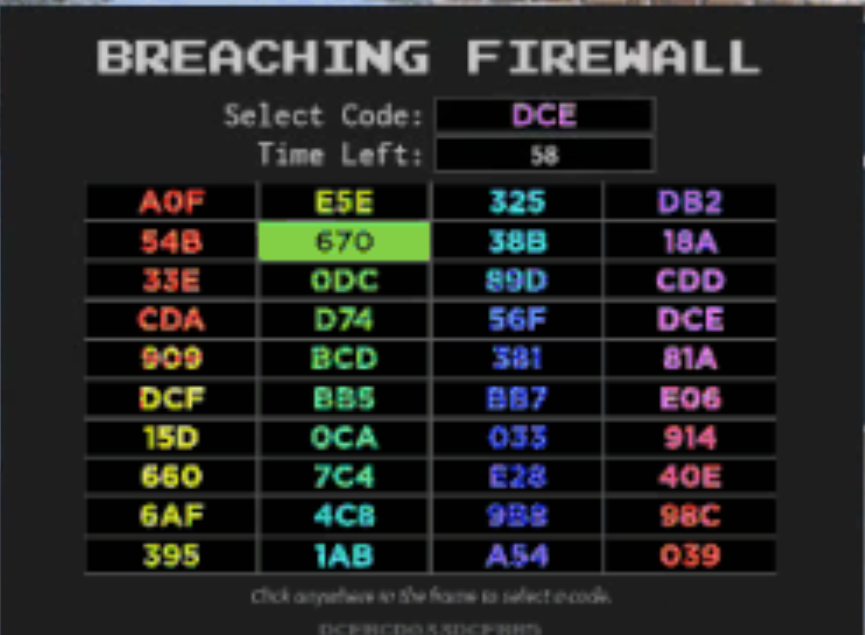 BREACHING FIREWALL
Select Code: DCE
Time Left: 58
A0F E5E 325 DB2
54B 670 38B 18A
33E 0DC 89D CDD
CDA D74 56F DCE
909 BCD 381 81A
DCF BB5 BB7 E06
15D 0CA 033 914
660 7C4 E28 40E
6AF 4C8 9B8 98C
395 1AB A54 039
Click anywhere in the frame to select a code.